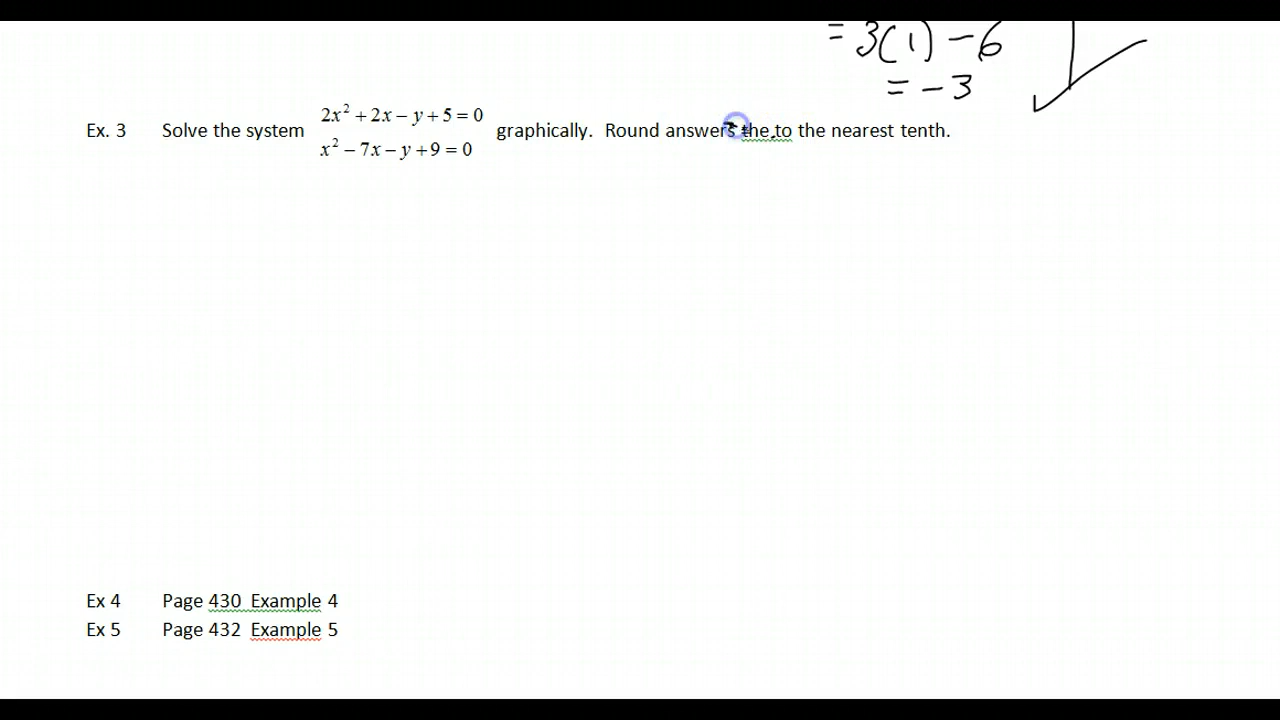 = 3(1) - 6
= - 3
Ex. 3 Solve the system 2x² + 2x − y + 5 = 0 graphically. Round answers the to the nearest tenth.
x² − 7x − y + 9 = 0
Ex 4 Page 430 Example 4
Ex 5 Page 432 Example 5